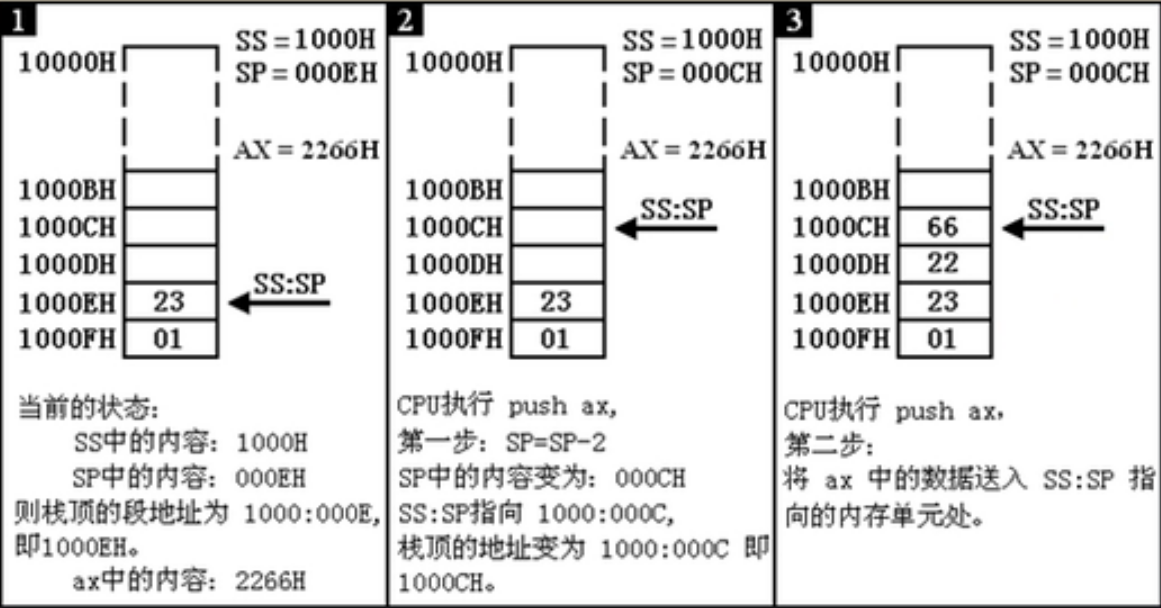 1
SS=1000H
10000H
SP=000EH
AX=2266H
1000BH
1000CH
1000DH
SS:SP
1000EH 23
1000FH 01
当前的状态:
SS中的内容: 1000H
SP中的内容: 000EH
则栈顶的段地址为 1000:000E,
即1000EH。
ax中的内容: 2266H
2
SS=1000H
10000H
SP=000CH
AX=2266H
1000BH
SS:SP
1000CH
1000DH
1000EH 23
1000FH 01
CPU执行 push ax,
第一步: SP=SP-2
SP中的内容变为: 000CH
SS:SP指向 1000:000C,
栈顶的地址变为 1000:000C 即
1000CH。
3
SS=1000H
10000H
SP=000CH
AX=2266H
1000BH
SS:SP
1000CH 66
1000DH 22
1000EH 23
1000FH 01
CPU执行 push ax,
第二步:
将 ax 中的数据送入 SS:SP 指
向的内存单元处。